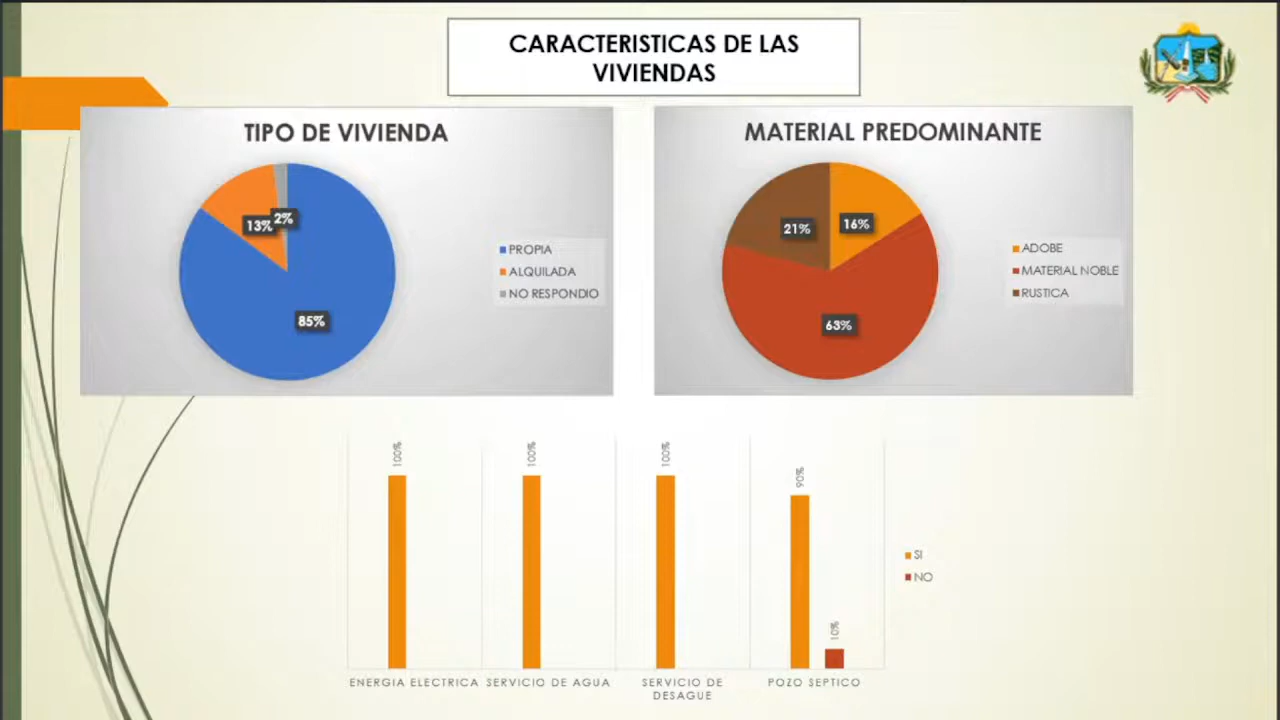 CARACTERISTICAS DE LAS
VIVIENDAS
TIPO DE VIVIENDA
13%
2%
85%
PROPIA
ALQUILADA
NO RESPONDIO
MATERIAL PREDOMINANTE
21%
16%
63%
ADOBE
MATERIAL NOBLE
RUSTICA
100%
100%
100%
90%
10%
SI
NO
ENERGIA ELECTRICA
SERVICIO DE AGUA
SERVICIO DE
DESAGUE
POZO SEPTICO